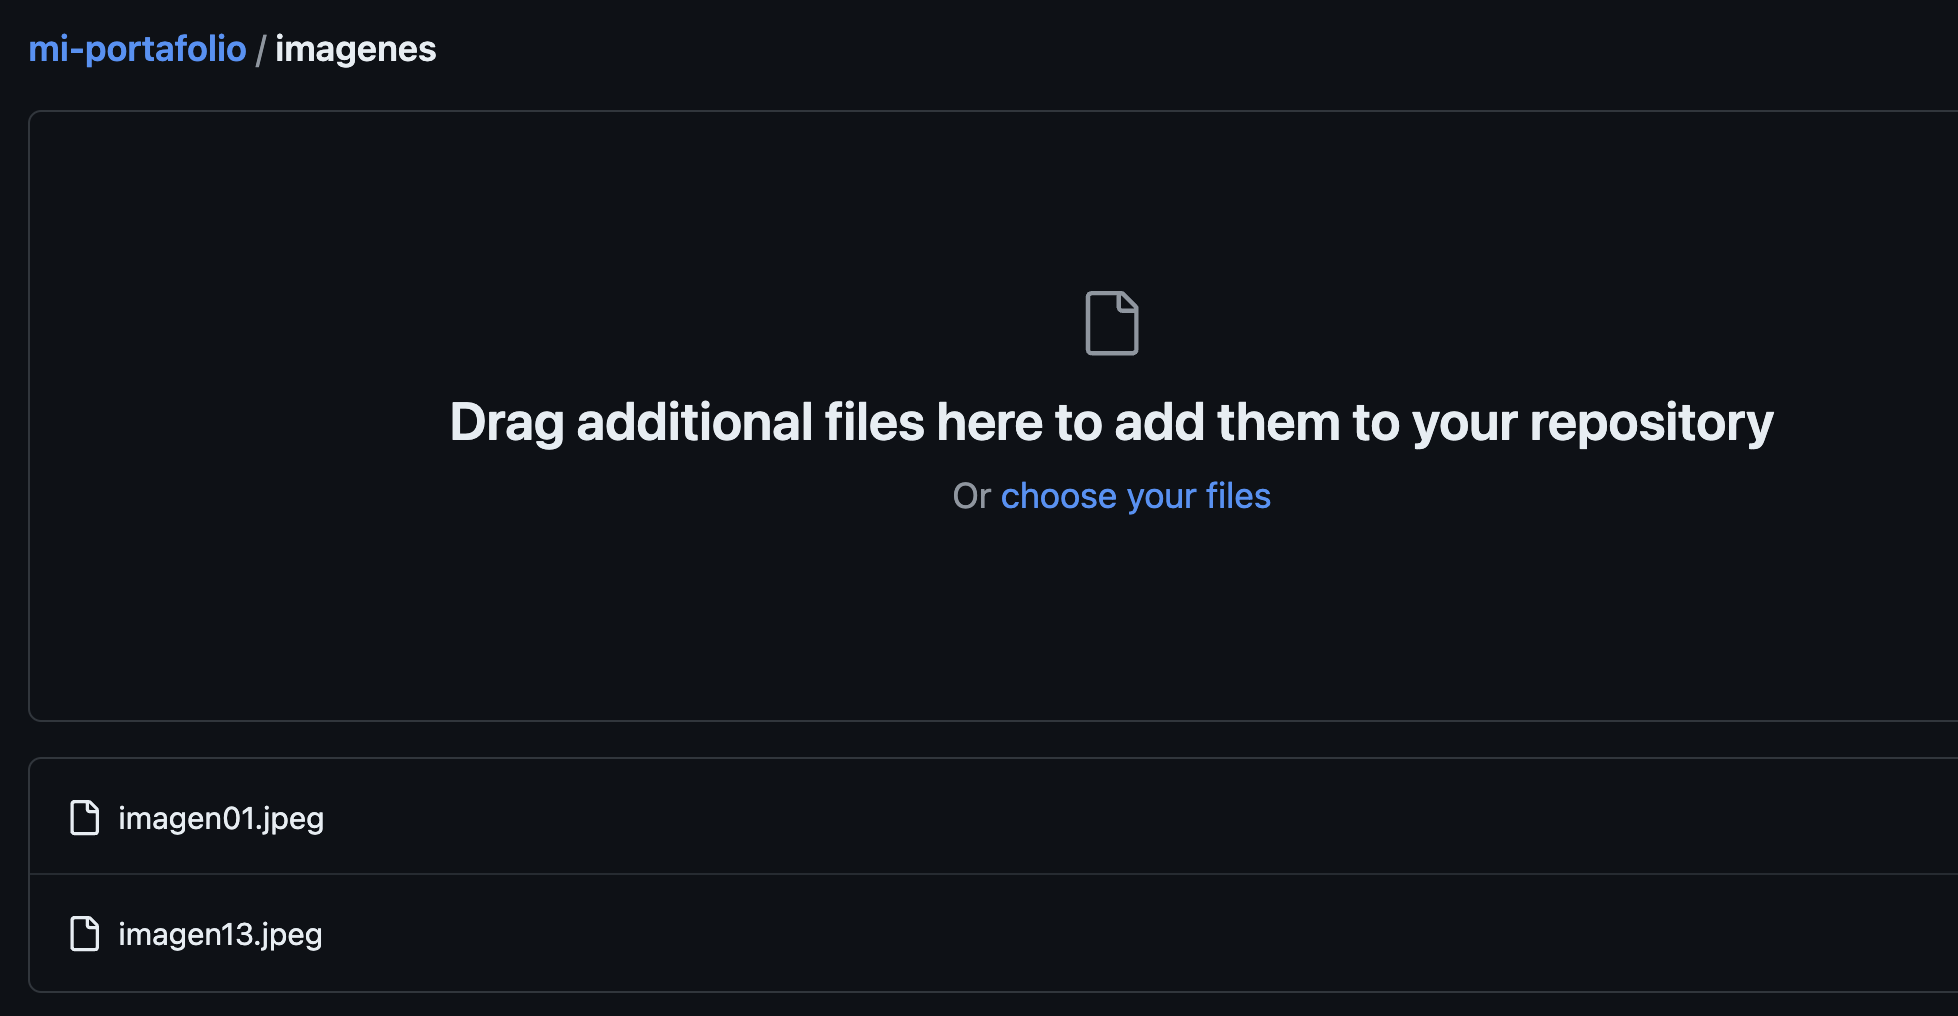 mi-portafolio / imagenes
Drag additional files here to add them to your repository
Or choose your files
imagen01.jpeg
imagen13.jpeg